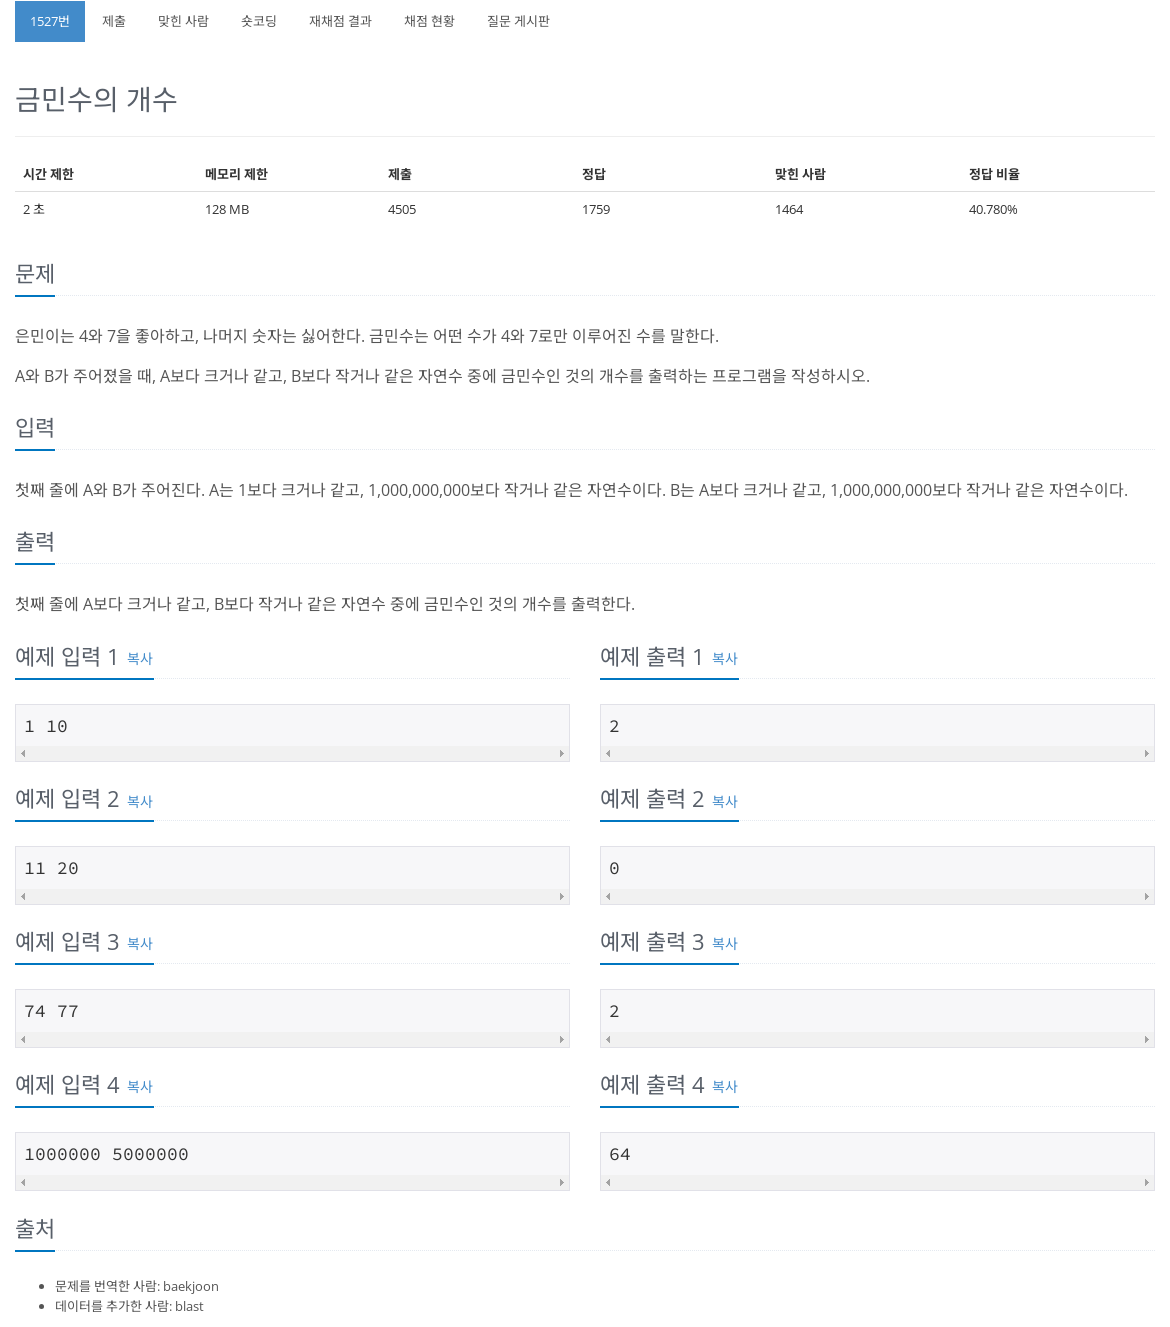 1527번 제출 맞힌 사람 숏코딩 재채점 결과 채점 현황 질문 게시판
금민수의 개수
시간 제한 메모리 제한 제출 정답 맞힌 사람 정답 비율
2 초 128 MB 4505 1759 1464 40.780%
문제
은민이는 4와 7을 좋아하고, 나머지 숫자는 싫어한다. 금민수는 어떤 수가 4와 7로만 이루어진 수를 말한다.
A와 B가 주어졌을 때, A보다 크거나 같고, B보다 작거나 같은 자연수 중에 금민수인 것의 개수를 출력하는 프로그램을 작성하시오.
입력
첫째 줄에 A와 B가 주어진다. A는 1보다 크거나 같고, 1,000,000,000보다 작거나 같은 자연수이다. B는 A보다 크거나 같고, 1,000,000,000보다 작거나 같은 자연수이다.
출력
첫째 줄에 A보다 크거나 같고, B보다 작거나 같은 자연수 중에 금민수인 것의 개수를 출력한다.
예제 입력 1 복사 예제 출력 1 복사
1 10 2
예제 입력 2 복사 예제 출력 2 복사
11 20 0
예제 입력 3 복사 예제 출력 3 복사
74 77 2
예제 입력 4 복사 예제 출력 4 복사
1000000 5000000 64
출처
문제를 번역한 사람: baekjoon
데이터를 추가한 사람: blast